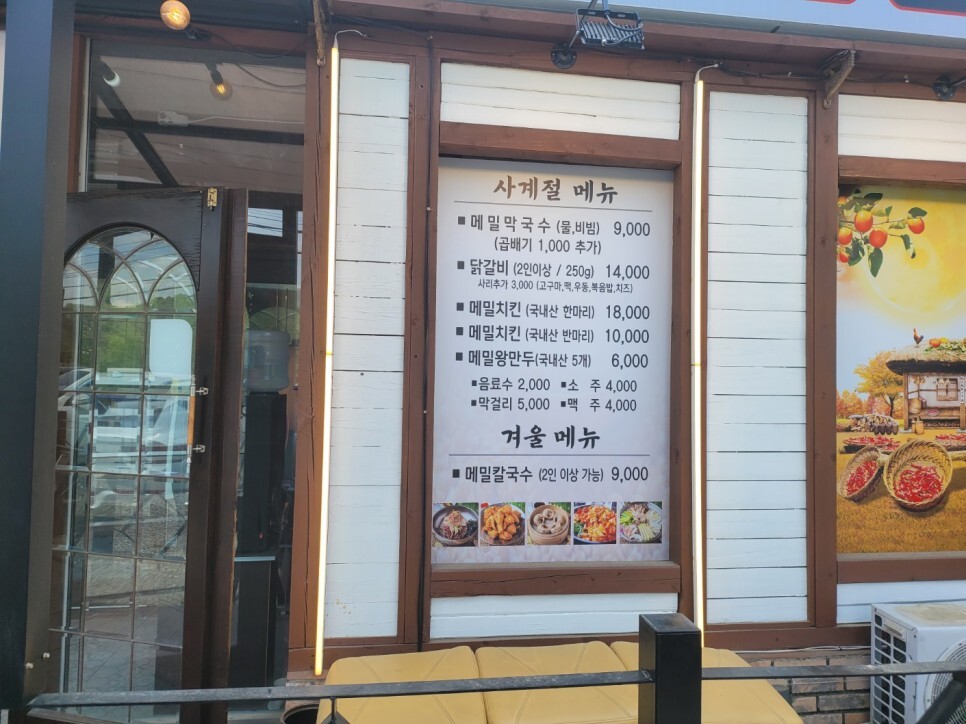 사계절 메뉴
■ 메밀막국수 (물,비빔) 9,000
(곱배기 1,000 추가)
■ 닭갈비 (2인이상 / 250g) 14,000
사리추가 3,000 (고구마,떡,우동,볶음밥,치즈)
■ 메밀치킨 (국내산 한마리) 18,000
■ 메밀치킨 (국내산 반마리) 10,000
■ 메밀왕만두(국내산 5개) 6,000
■음료수 2,000 ■소 주 4,000
■막걸리 5,000 ■맥 주 4,000
겨울 메뉴
■ 메밀칼국수 (2인 이상 가능) 9,000